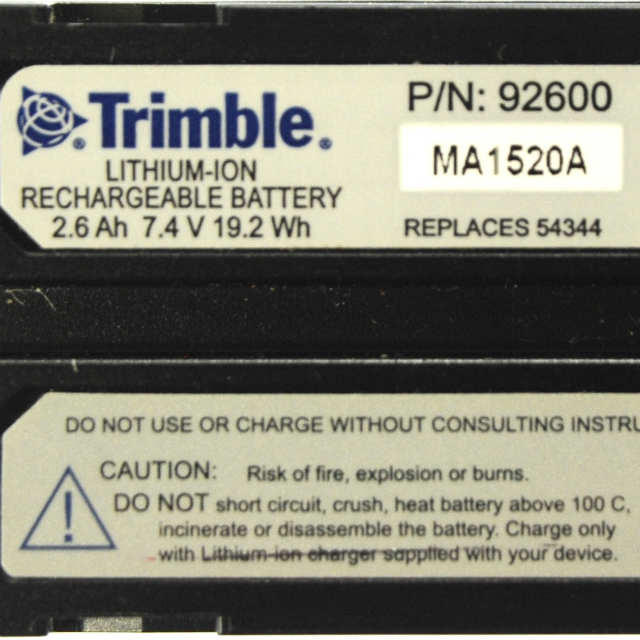 Trimble®
LITHIUM-ION
RECHARGEABLE BATTERY
2.6 Ah 7.4 V 19.2 Wh
P/N: 92600
MA1520A
REPLACES 54344
DO NOT USE OR CHARGE WITHOUT CONSULTING INSTRU
CAUTION: Risk of fire, explosion or burns.
DO NOT short circuit, crush, heat battery above 100 C,
incinerate or disassemble the battery. Charge only
with Lithium-ion charger supplied with your device.